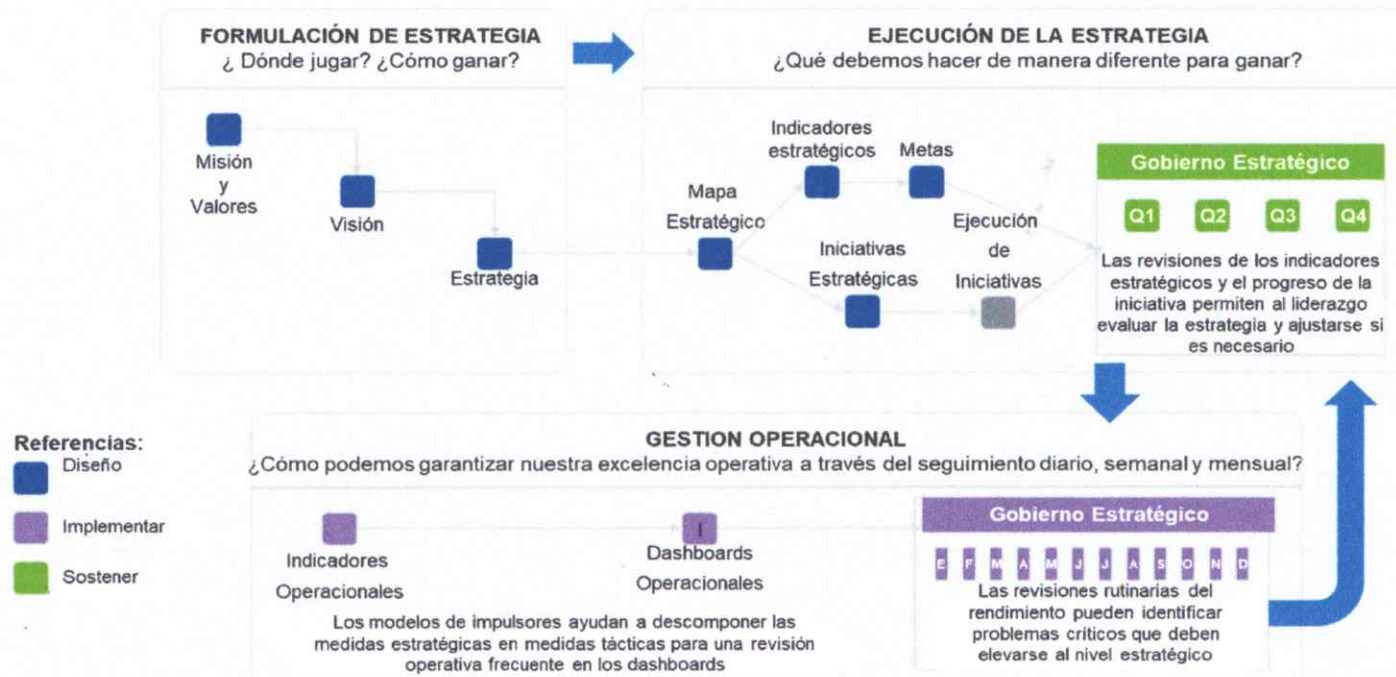 FORMULACIÓN DE ESTRATEGIA
¿ Dónde jugar? ¿Cómo ganar?
Misión
y
Valores
Visión
Estrategia
EJECUCIÓN DE LA ESTRATEGIA
¿Qué debemos hacer de manera diferente para ganar?
Mapa
Estratégico
Indicadores
estratégicos
Metas
Iniciativas
Estratégicas
Ejecución
de
Iniciativas
Gobierno Estratégico
Q1 Q2 Q3 Q4
Las revisiones de los indicadores
estratégicos y el progreso de la
iniciativa permiten al liderazgo
evaluar la estrategia y ajustarse si
es necesario
Referencias:
Diseño
Implementar
Sostener
GESTION OPERACIONAL
¿Cómo podemos garantizar nuestra excelencia operativa a través del seguimiento diario, semanal y mensual?
Indicadores
Operacionales
I
Dashboards
Operacionales
Los modelos de impulsores ayudan a descomponer las
medidas estratégicas en medidas tácticas para una revisión
operativa frecuente en los dashboards
Gobierno Estratégico
E F M A M J J A S O N D
Las revisiones rutinarias del
rendimiento pueden identificar
problemas críticos que deben
elevarse al nivel estratégico